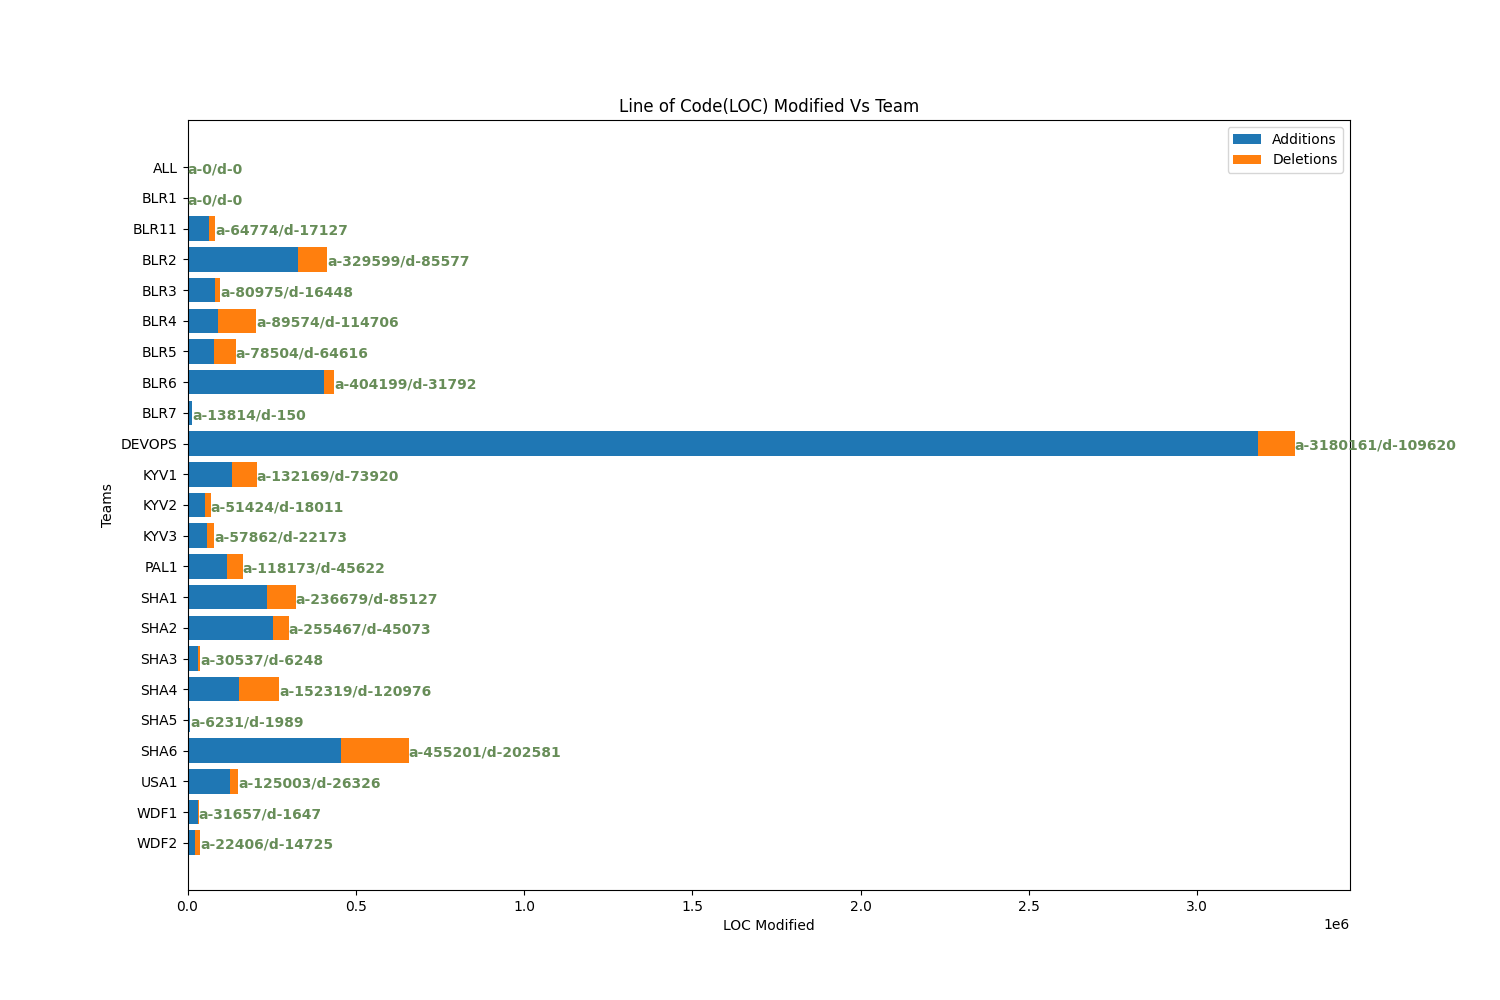 Line of Code(LOC) Modified Vs Team
Additions
Deletions
ALL a-0/d-0
BLR1 a-0/d-0
BLR11 a-64774/d-17127
BLR2 a-329599/d-85577
BLR3 a-80975/d-16448
BLR4 a-89574/d-114706
BLR5 a-78504/d-64616
BLR6 a-404199/d-31792
BLR7 a-13814/d-150
DEVOPS a-3180161/d-109620
KYV1 a-132169/d-73920
KYV2 a-51424/d-18011
KYV3 a-57862/d-22173
PAL1 a-118173/d-45622
SHA1 a-236679/d-85127
SHA2 a-255467/d-45073
SHA3 a-30537/d-6248
SHA4 a-152319/d-120976
SHA5 a-6231/d-1989
SHA6 a-455201/d-202581
USA1 a-125003/d-26326
WDF1 a-31657/d-1647
WDF2 a-22406/d-14725
Teams
0.0 0.5 1.0 1.5 2.0 2.5 3.0
1e6
LOC Modified